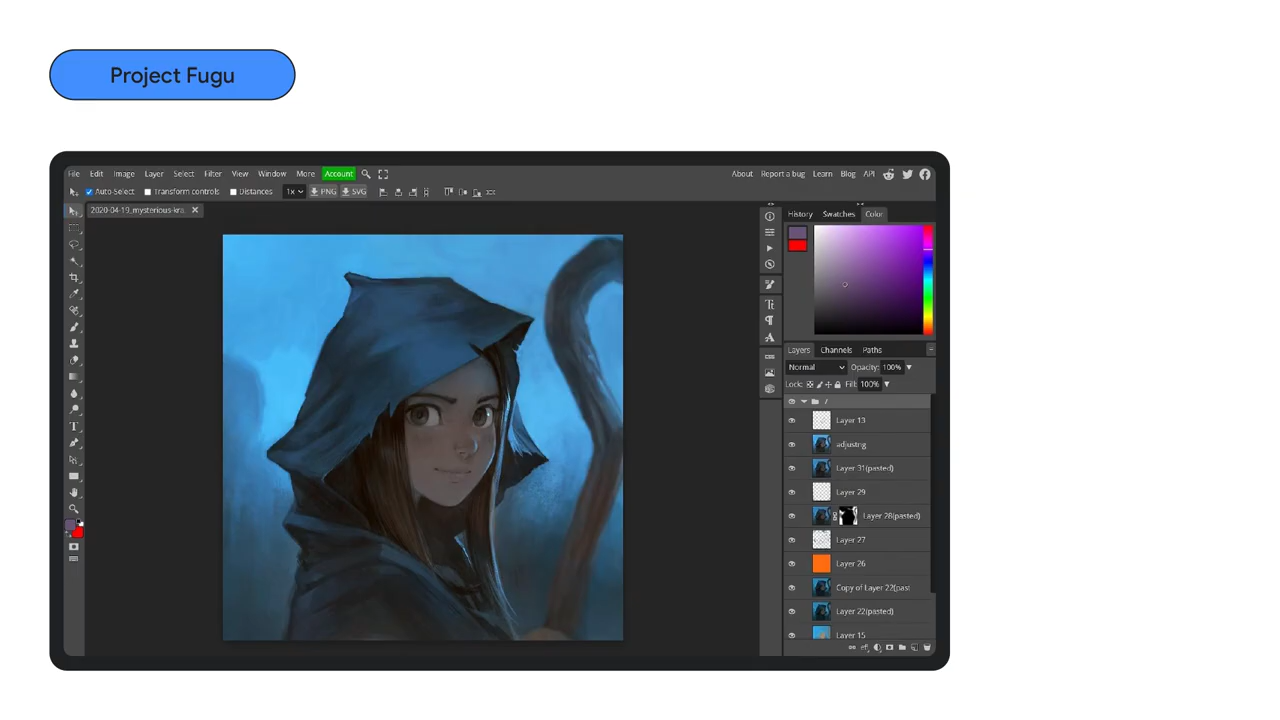 Project Fugu
File Edit Image Layer Select Filter View Window More Account
About Report a bug Learn Blog API
Auto-Select Transform controls Distances 1x PNG SVG
2020-04-19_mysterious-kra
History Swatches Color
Layers Channels Paths
Normal Opacity: 100%
Lock: Fill: 100%
/
Layer 13
adjustng
Layer 31(pasted)
Layer 29
Layer 28(pasted)
Layer 27
Layer 26
Copy of Layer 22(past
Layer 22(pasted)
Layer 15